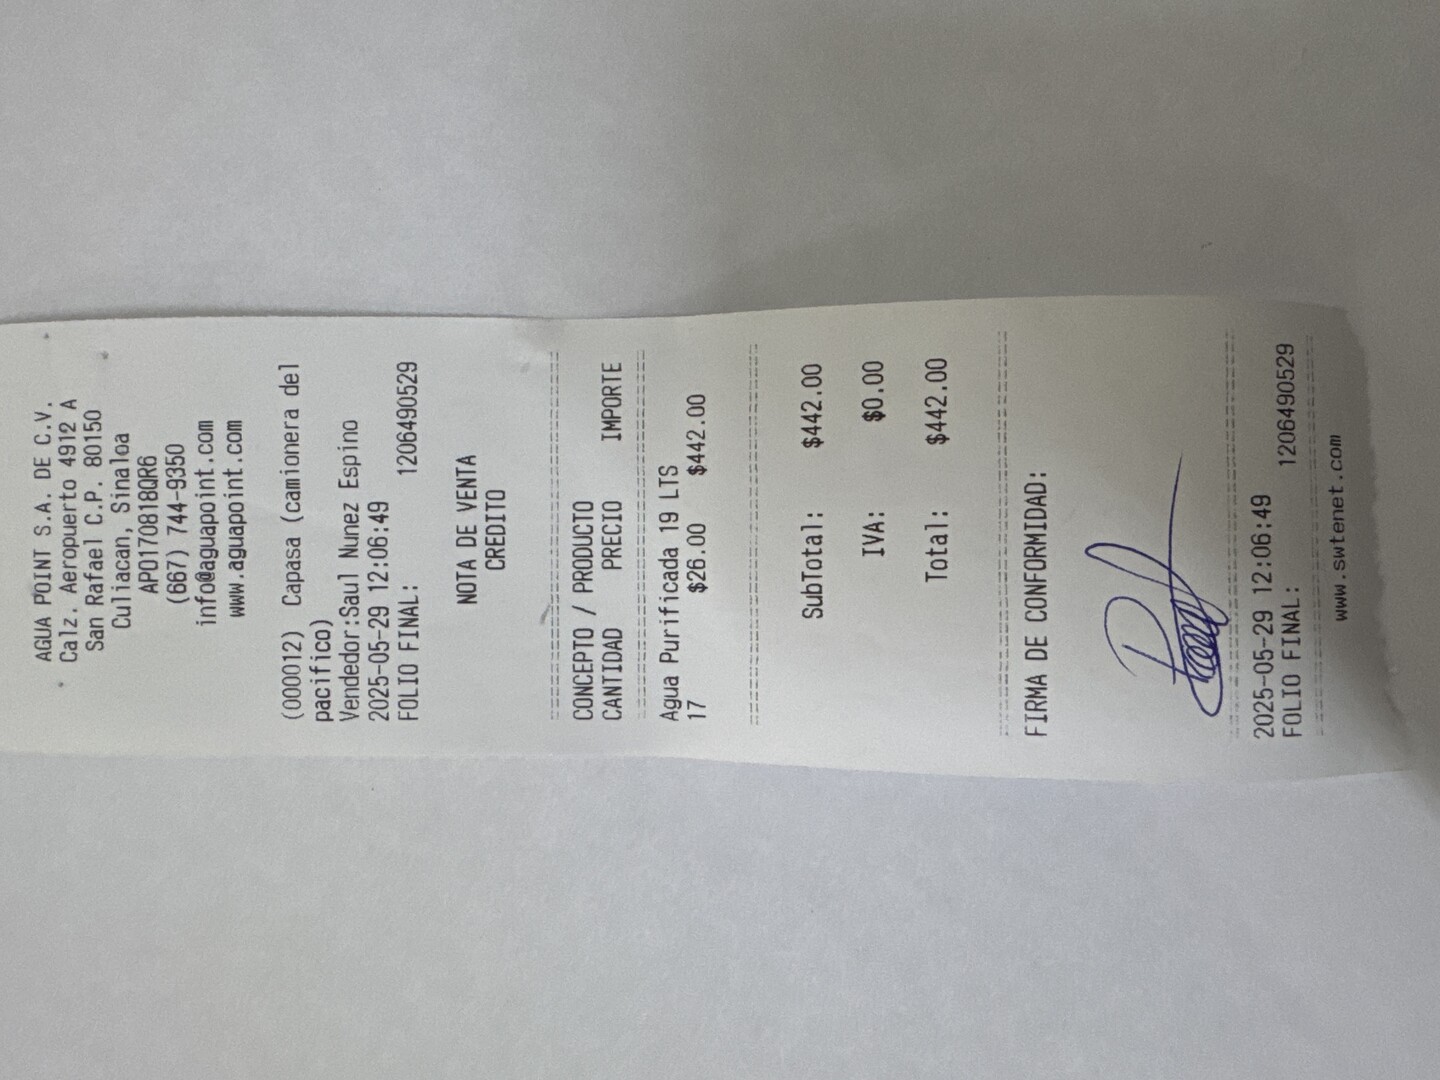 AGUA POINT S.A. DE C.V.
Calz. Aeropuerto 4912 A
San Rafael C.P. 80150
Culiacan, Sinaloa
APO170818QR6
(667) 744-9350
info@aguapoint.com
www.aguapoint.com
(000012) Capasa (camionera del
pacifico)
Vendedor:Saul Nunez Espino
2025-05-29 12:06:49
FOLIO FINAL: 1206490529
NOTA DE VENTA
CREDITO
CONCEPTO / PRODUCTO
CANTIDAD PRECIO IMPORTE
Agua Purificada 19 LTS
17 $26.00 $442.00
SubTotal: $442.00
IVA: $0.00
Total: $442.00
FIRMA DE CONFORMIDAD:
2025-05-29 12:06:49
FOLIO FINAL: 1206490529
www.swtenet.com